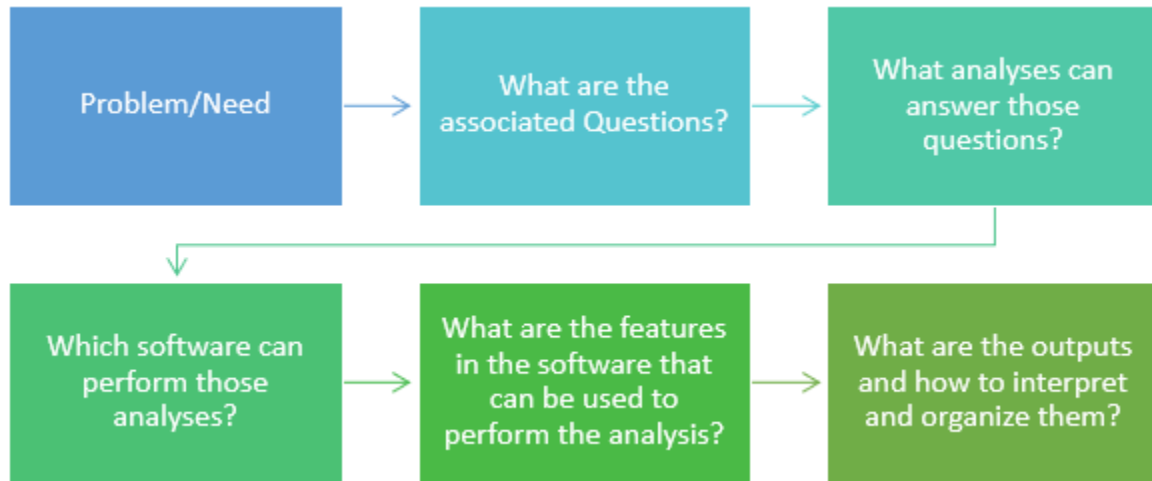 Problem/Need
What are the
associated Questions?
What analyses can
answer those
questions?
Which software can
perform those
analyses?
What are the features
in the software that
can be used to
perform the analysis?
What are the outputs
and how to interpret
and organize them?